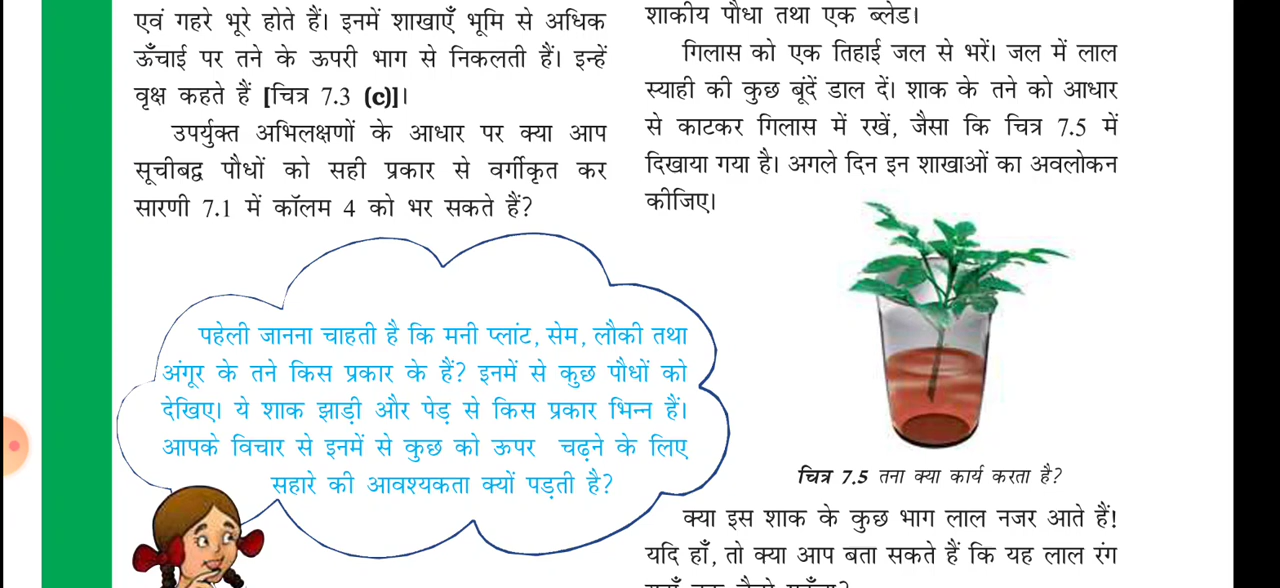 एवं गहरे भूरे होते हैं। इनमें शाखाएँ भूमि से अधिक
ऊँचाई पर तने के ऊपरी भाग से निकलती हैं। इन्हें
वृक्ष कहते हैं [चित्र 7.3 (c)]।
उपर्युक्त अभिलक्षणों के आधार पर क्या आप
सूचीबद्व पौधों को सही प्रकार से वर्गीकृत कर
सारणी 7.1 में कॉलम 4 को भर सकते हैं?
पहेली जानना चाहती है कि मनी प्लांट, सेम, लौकी तथा
अंगूर के तने किस प्रकार के हैं? इनमें से कुछ पौधों को
देखिए। ये शाक झाड़ी और पेड़ से किस प्रकार भिन्न हैं।
आपके विचार से इनमें से कुछ को ऊपर चढ़ने के लिए
सहारे की आवश्यकता क्यों पड़ती है?
शाकीय पौधा तथा एक ब्लेड।
गिलास को एक तिहाई जल से भरें। जल में लाल
स्याही की कुछ बूंदें डाल दें। शाक के तने को आधार
से काटकर गिलास में रखें, जैसा कि चित्र 7.5 में
दिखाया गया है। अगले दिन इन शाखाओं का अवलोकन
कीजिए।
चित्र 7.5 तना क्या कार्य करता है?
क्या इस शाक के कुछ भाग लाल नजर आते हैं!
यदि हाँ, तो क्या आप बता सकते हैं कि यह लाल रंग